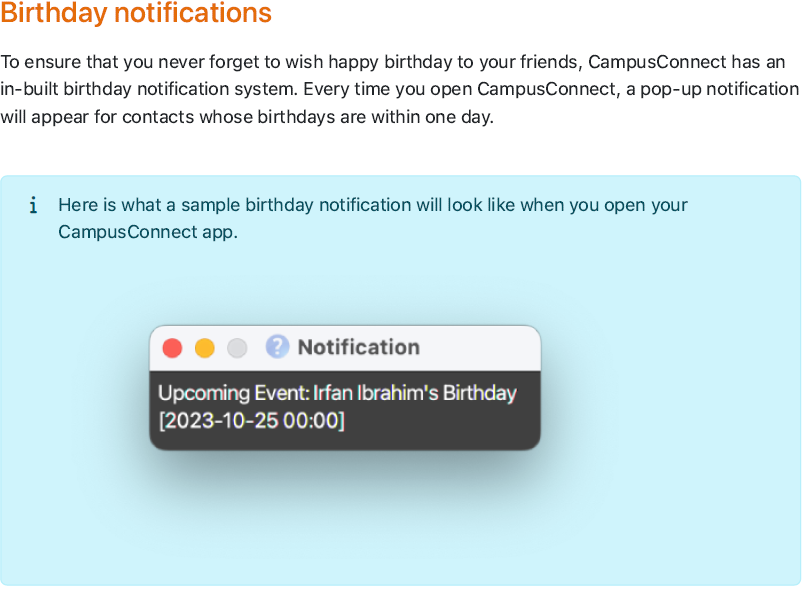 Birthday notifications
To ensure that you never forget to wish happy birthday to your friends, CampusConnect has an
in-built birthday notification system. Every time you open CampusConnect, a pop-up notification
will appear for contacts whose birthdays are within one day.
i Here is what a sample birthday notification will look like when you open your
CampusConnect app.
? Notification
Upcoming Event: Irfan Ibrahim's Birthday
[2023-10-25 00:00]